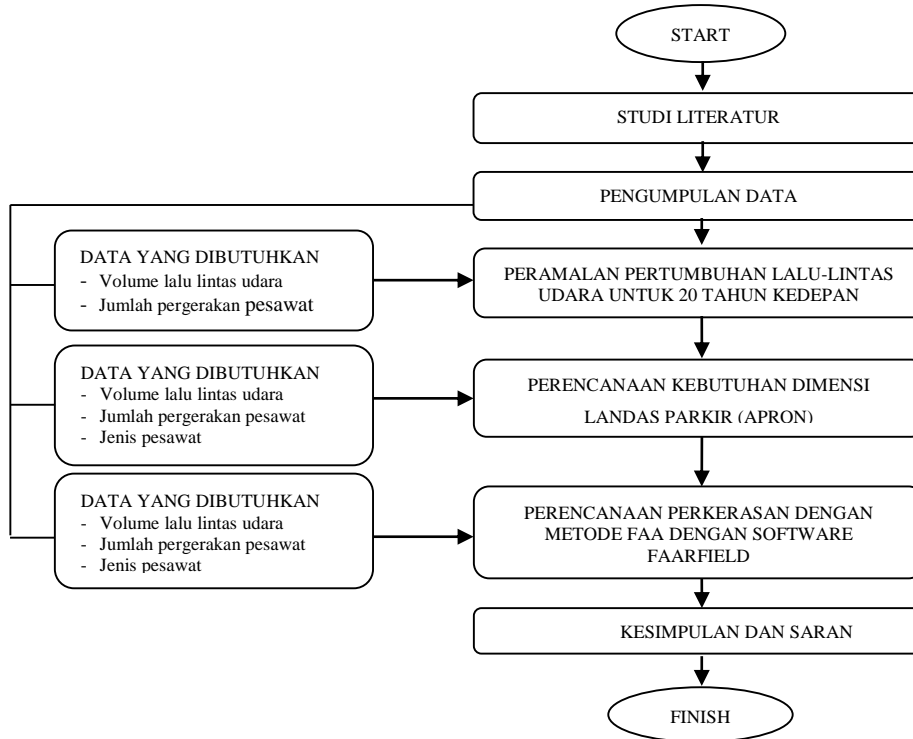 START
STUDI LITERATUR
PENGUMPULAN DATA
DATA YANG DIBUTUHKAN
- Volume lalu lintas udara
- Jumlah pergerakan pesawat
PERAMALAN PERTUMBUHAN LALU-LINTAS
UDARA UNTUK 20 TAHUN KEDEPAN
DATA YANG DIBUTUHKAN
- Volume lalu lintas udara
- Jumlah pergerakan pesawat
- Jenis pesawat
PERENCANAAN KEBUTUHAN DIMENSI
LANDAS PARKIR (APRON)
DATA YANG DIBUTUHKAN
- Volume lalu lintas udara
- Jumlah pergerakan pesawat
- Jenis pesawat
PERENCANAAN PERKERASAN DENGAN
METODE FAA DENGAN SOFTWARE
FAARFIELD
KESIMPULAN DAN SARAN
FINISH